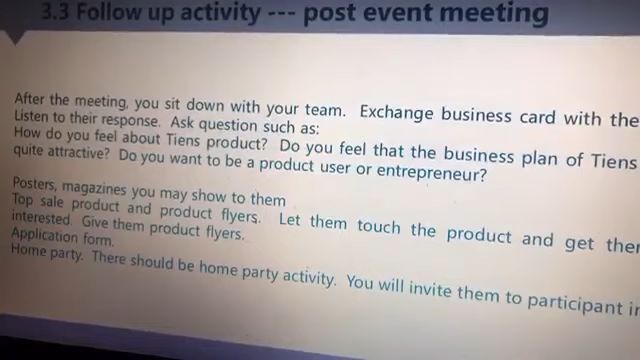 3.3 Follow up activity --- post event meeting
After the meeting, you sit down with your team. Exchange business card with the
Listen to their response. Ask question such as:
How do you feel about Tiens product? Do you feel that the business plan of Tiens
quite attractive? Do you want to be a product user or entrepreneur?
Posters, magazines you may show to them
Top sale product and product flyers. Let them touch the product and get
interested. Give them product flyers.
Application form.
Home party. There should be home party activity. You will invite them to participant